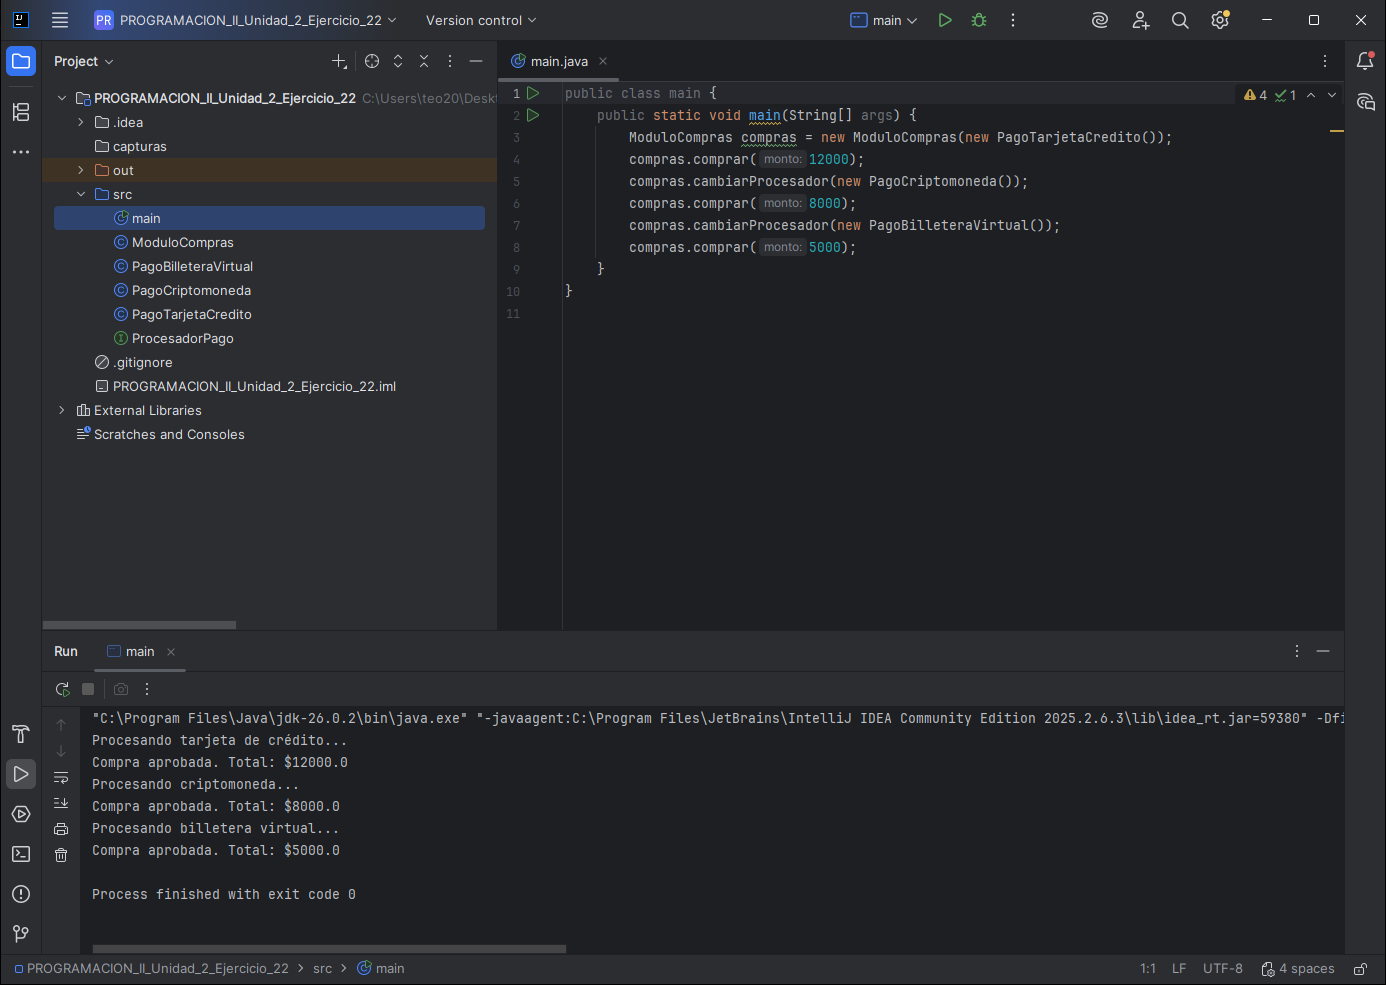 PR PROGRAMACION_II_Unidad_2_Ejercicio_22 Version control main
Project
PROGRAMACION_II_Unidad_2_Ejercicio_22 C:\Users\teo20\Desk
.idea
capturas
out
src
main
ModuloCompras
PagoBilleteraVirtual
PagoCriptomoneda
PagoTarjetaCredito
ProcesadorPago
.gitignore
PROGRAMACION_II_Unidad_2_Ejercicio_22.iml
External Libraries
Scratches and Consoles
main.java
4 1
1 public class main {
2 public static void main(String[] args) {
3 ModuloCompras compras = new ModuloCompras(new PagoTarjetaCredito());
4 compras.comprar( monto: 12000);
5 compras.cambiarProcesador(new PagoCriptomoneda());
6 compras.comprar( monto: 8000);
7 compras.cambiarProcesador(new PagoBilleteraVirtual());
8 compras.comprar( monto: 5000);
9 }
10 }
11
Run main
"C:\Program Files\Java\jdk-26.0.2\bin\java.exe" "-javaagent:C:\Program Files\JetBrains\IntelliJ IDEA Community Edition 2025.2.6.3\lib\idea_rt.jar=59380" -Dfi
Procesando tarjeta de crédito...
Compra aprobada. Total: $12000.0
Procesando criptomoneda...
Compra aprobada. Total: $8000.0
Procesando billetera virtual...
Compra aprobada. Total: $5000.0
Process finished with exit code 0
PROGRAMACION_II_Unidad_2_Ejercicio_22 > src > main
1:1 LF UTF-8 4 spaces